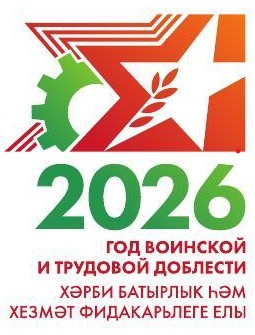 2026
ГОД ВОИНСКОЙ
И ТРУДОВОЙ ДОБЛЕСТИ
ХӘРБИ БАТЫРЛЫК ҺӘМ
ХЕЗМӘТ ФИДАКАРЬЛЕГЕ ЕЛЫ